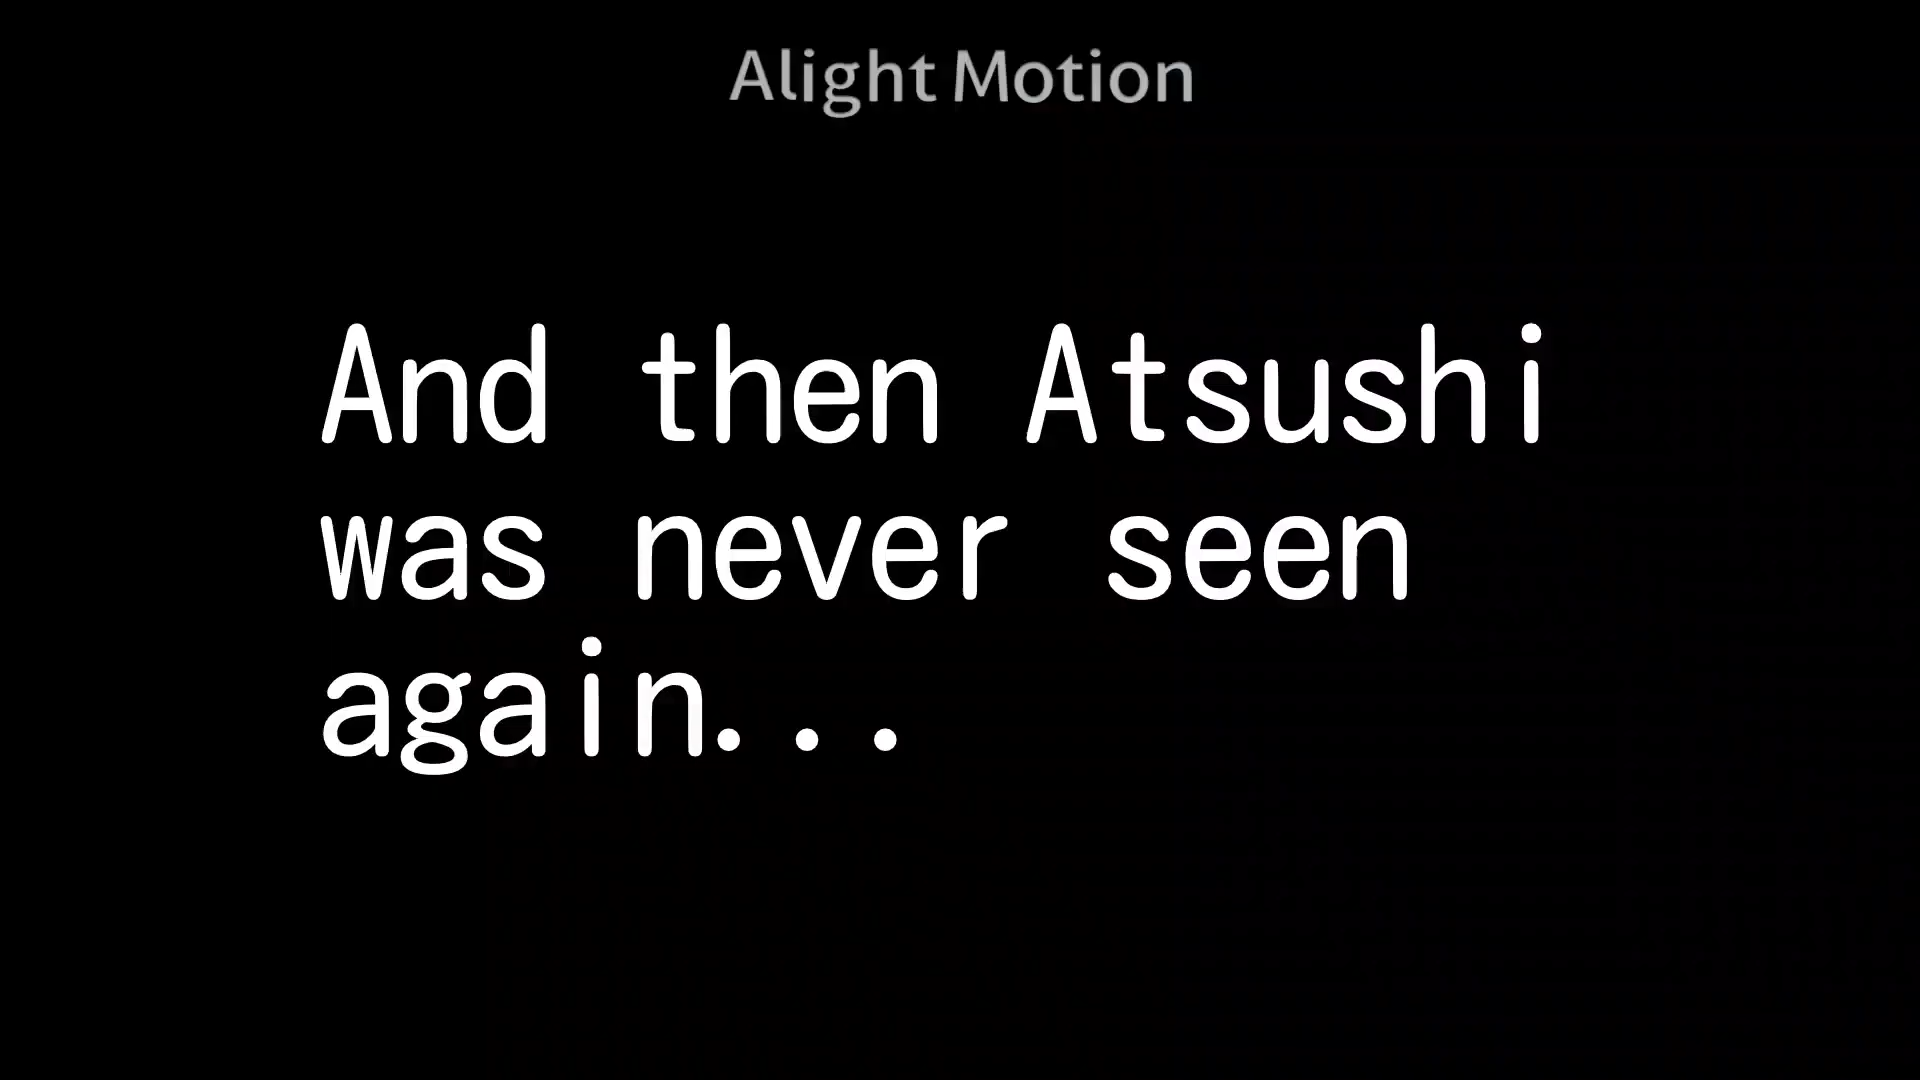 Alight Motion
And then Atsushi
was never seen
again...